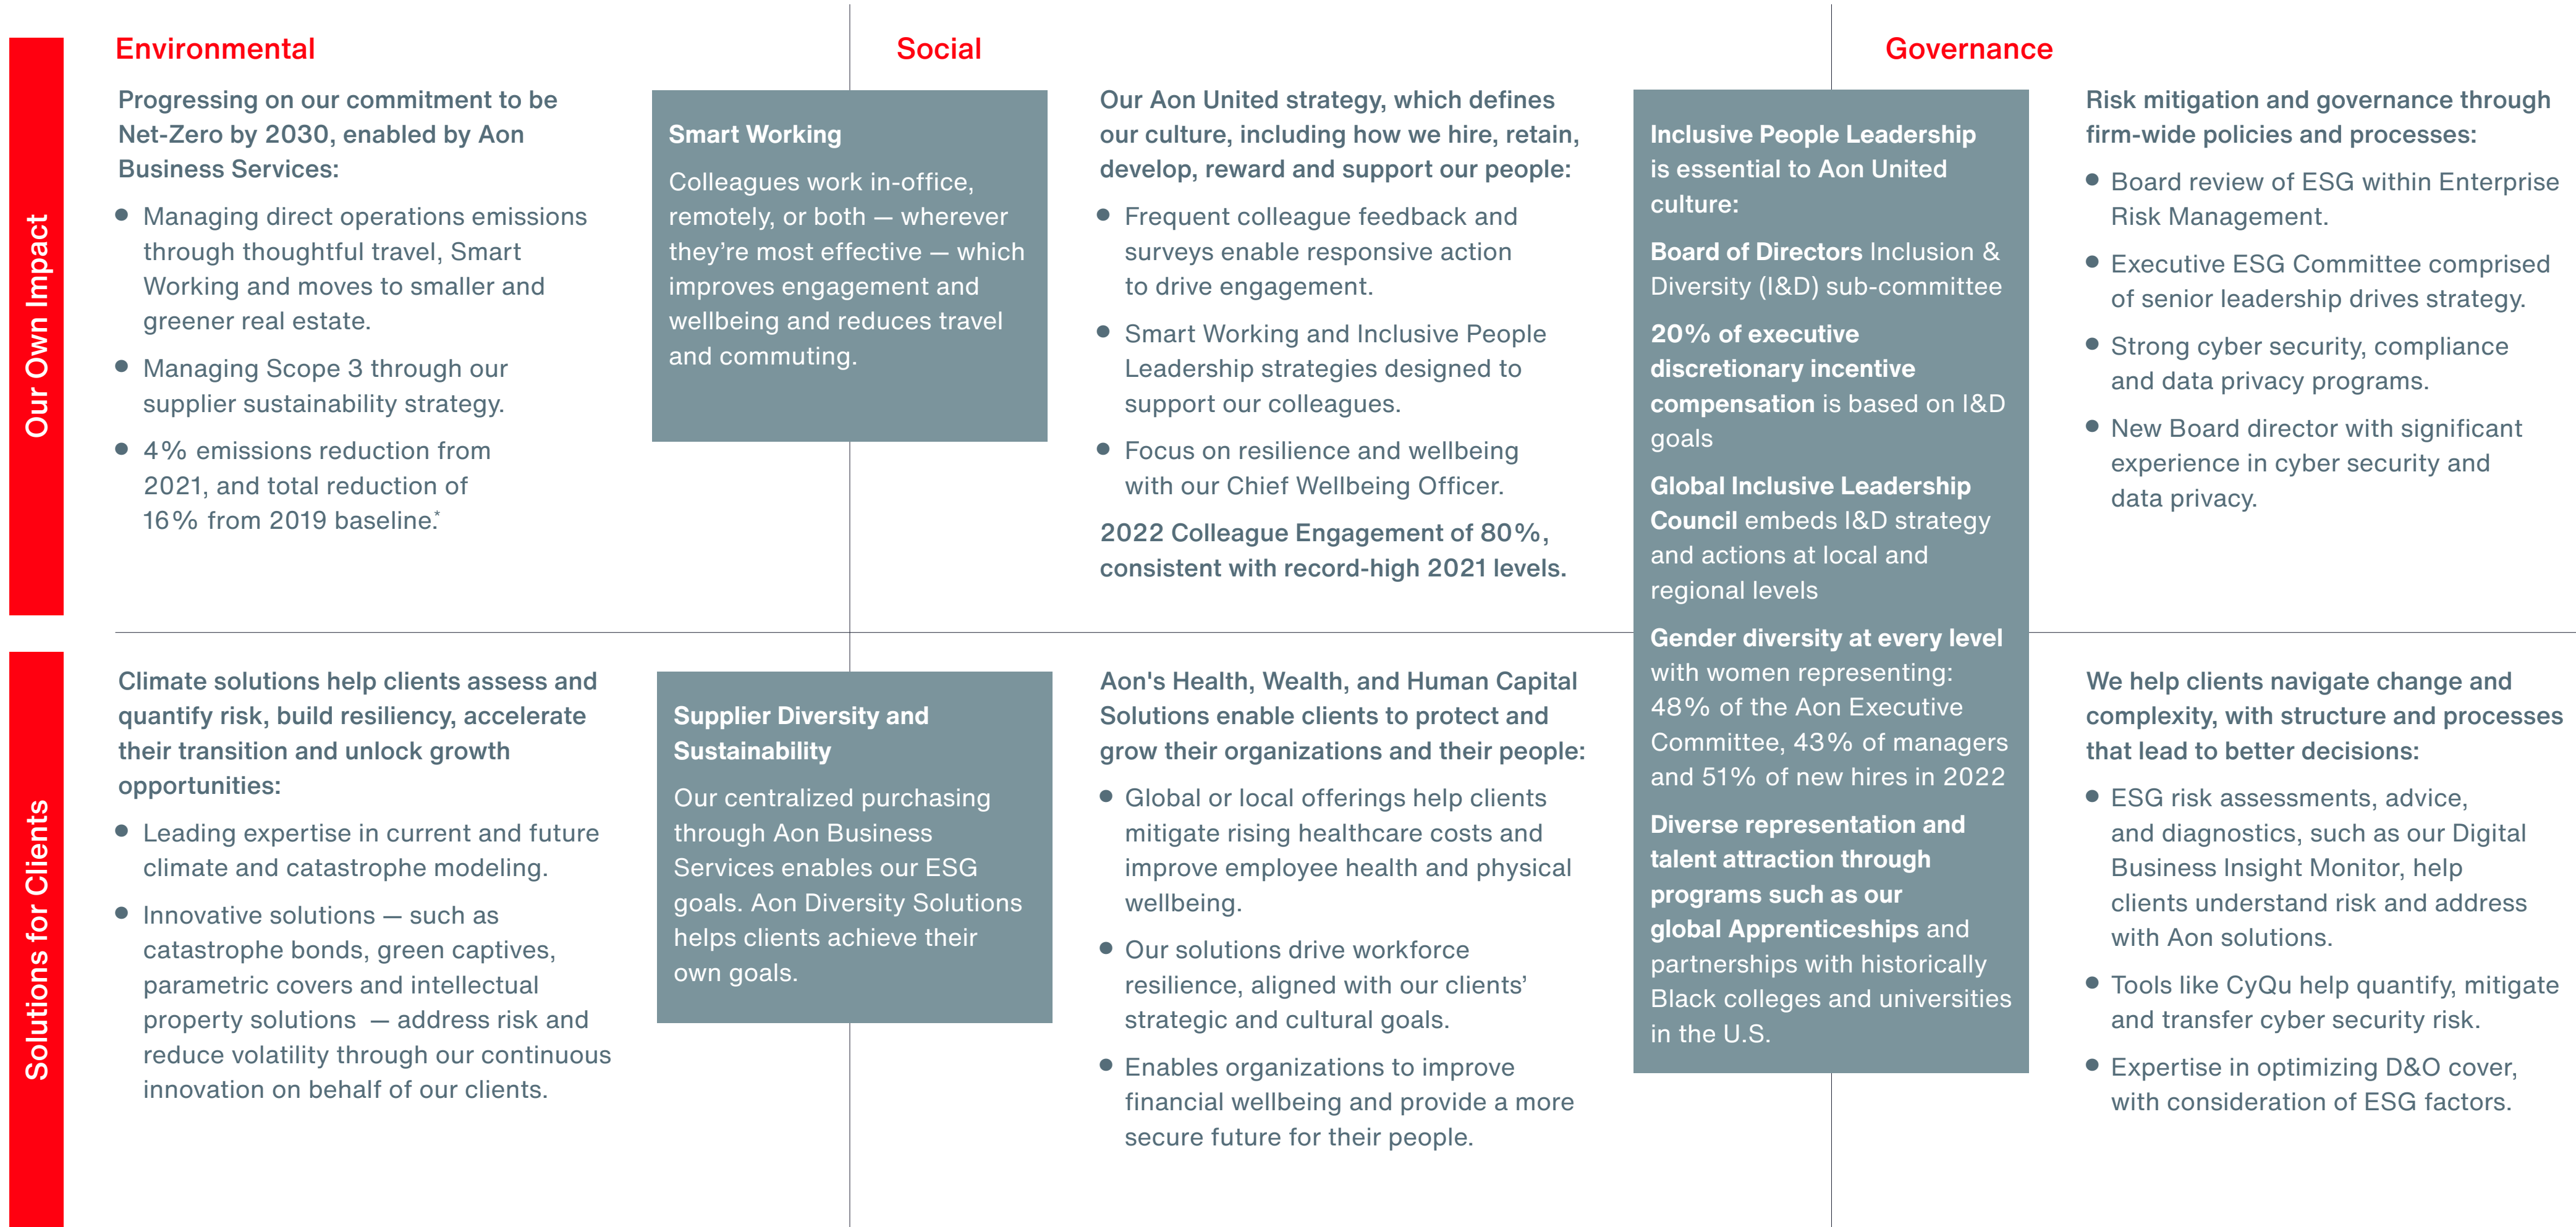 Our Own Impact
Environmental
Progressing on our commitment to be
Net-Zero by 2030, enabled by Aon
Business Services:
• Managing direct operations emissions
through thoughtful travel, Smart
Working and moves to smaller and
greener real estate.
• Managing Scope 3 through our
supplier sustainability strategy.
• 4% emissions reduction from
2021, and total reduction of
16% from 2019 baseline.*
Smart Working
Colleagues work in-office,
remotely, or both — wherever
they’re most effective — which
improves engagement and
wellbeing and reduces travel
and commuting.
Social
Our Aon United strategy, which defines
our culture, including how we hire, retain,
develop, reward and support our people:
• Frequent colleague feedback and
surveys enable responsive action
to drive engagement.
• Smart Working and Inclusive People
Leadership strategies designed to
support our colleagues.
• Focus on resilience and wellbeing
with our Chief Wellbeing Officer.
2022 Colleague Engagement of 80%,
consistent with record-high 2021 levels.
Inclusive People Leadership
is essential to Aon United
culture:
Board of Directors Inclusion &
Diversity (I&D) sub-committee
20% of executive
discretionary incentive
compensation is based on I&D
goals
Global Inclusive Leadership
Council embeds I&D strategy
and actions at local and
regional levels
Gender diversity at every level
with women representing:
48% of the Aon Executive
Committee, 43% of managers
and 51% of new hires in 2022
Diverse representation and
talent attraction through
programs such as our
global Apprenticeships and
partnerships with historically
Black colleges and universities
in the U.S.
Governance
Risk mitigation and governance through
firm-wide policies and processes:
• Board review of ESG within Enterprise
Risk Management.
• Executive ESG Committee comprised
of senior leadership drives strategy.
• Strong cyber security, compliance
and data privacy programs.
• New Board director with significant
experience in cyber security and
data privacy.
Solutions for Clients
Climate solutions help clients assess and
quantify risk, build resiliency, accelerate
their transition and unlock growth
opportunities:
• Leading expertise in current and future
climate and catastrophe modeling.
• Innovative solutions — such as
catastrophe bonds, green captives,
parametric covers and intellectual
property solutions — address risk and
reduce volatility through our continuous
innovation on behalf of our clients.
Supplier Diversity and
Sustainability
Our centralized purchasing
through Aon Business
Services enables our ESG
goals. Aon Diversity Solutions
helps clients achieve their
own goals.
Aon's Health, Wealth, and Human Capital
Solutions enable clients to protect and
grow their organizations and their people:
• Global or local offerings help clients
mitigate rising healthcare costs and
improve employee health and physical
wellbeing.
• Our solutions drive workforce
resilience, aligned with our clients’
strategic and cultural goals.
• Enables organizations to improve
financial wellbeing and provide a more
secure future for their people.
We help clients navigate change and
complexity, with structure and processes
that lead to better decisions:
• ESG risk assessments, advice,
and diagnostics, such as our Digital
Business Insight Monitor, help
clients understand risk and address
with Aon solutions.
• Tools like CyQu help quantify, mitigate
and transfer cyber security risk.
• Expertise in optimizing D&O cover,
with consideration of ESG factors.